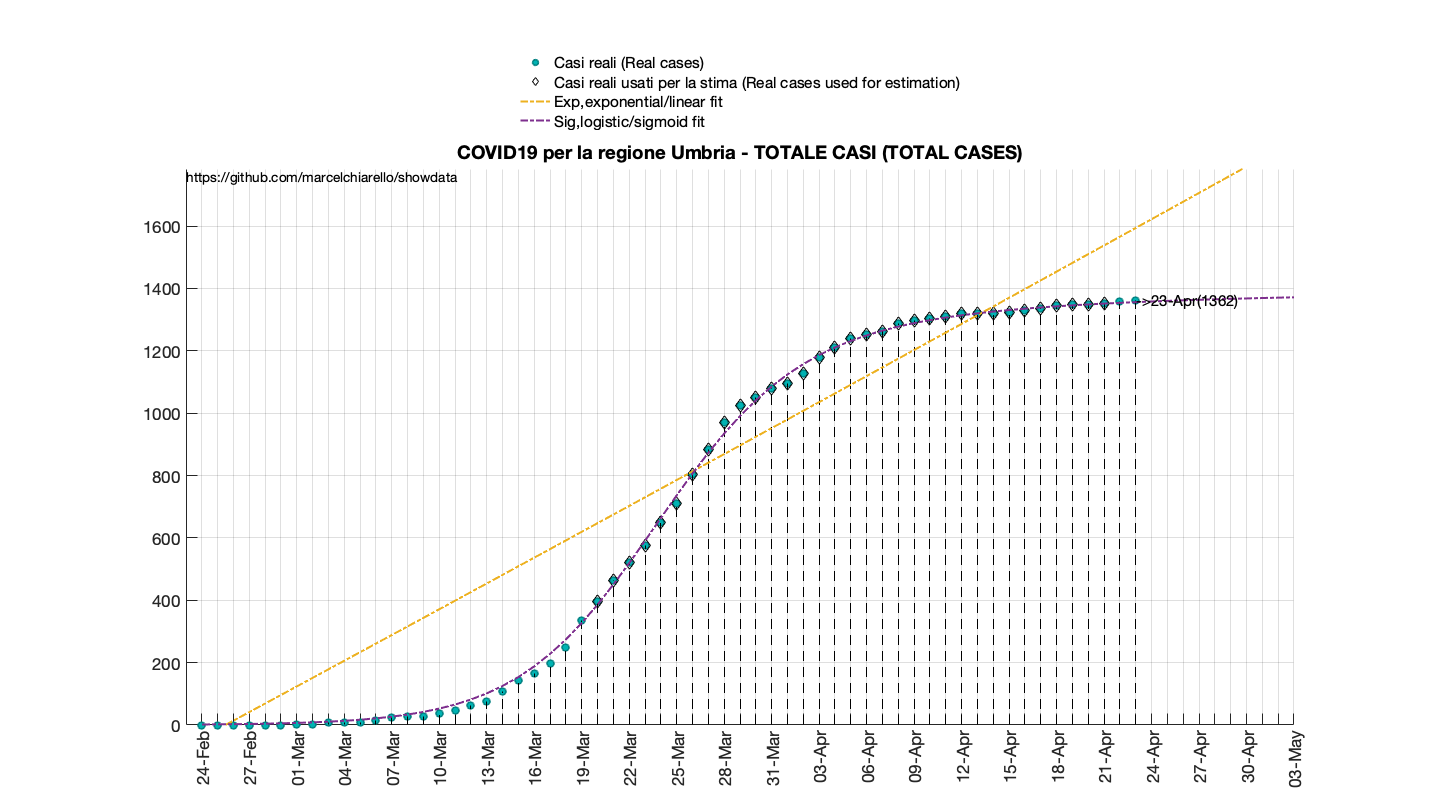 Casi reali (Real cases)
Casi reali usati per la stima (Real cases used for estimation)
Exp,exponential/linear fit
Sig,logistic/sigmoid fit
COVID19 per la regione Umbria - TOTALE CASI (TOTAL CASES)
https://github.com/marcelchiarello/showdata
1600
1400
>23-Apr(1362)
1200
1000
800
600
400
200
0
24-Feb
27-Feb
01-Mar
04-Mar
07-Mar
10-Mar
13-Mar
16-Mar
19-Mar
22-Mar
25-Mar
28-Mar
31-Mar
03-Apr
06-Apr
09-Apr
12-Apr
15-Apr
18-Apr
21-Apr
24-Apr
27-Apr
30-Apr
03-May